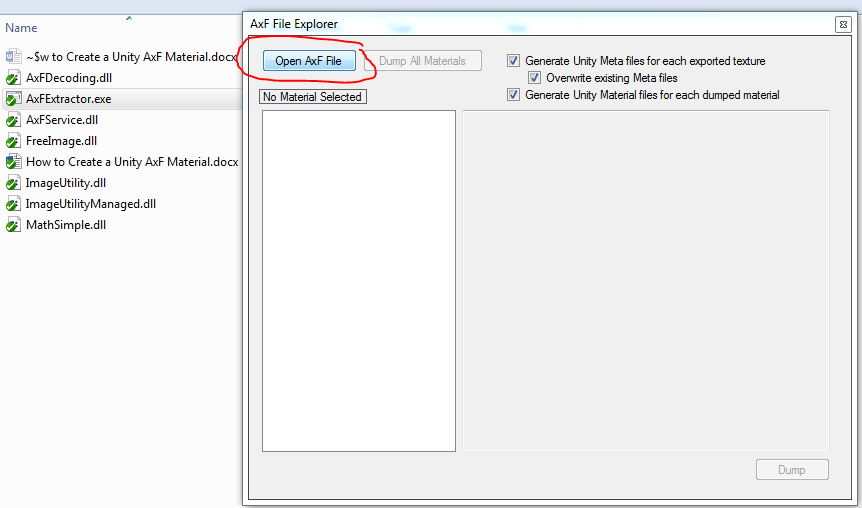 Name
~$w to Create a Unity AxF Material.docx
AxFDecoding.dll
AxFExtractor.exe
AxFService.dll
FreeImage.dll
How to Create a Unity AxF Material.docx
ImageUtility.dll
ImageUtilityManaged.dll
MathSimple.dll
AxF File Explorer
Open AxF File
Dump All Materials
Generate Unity Meta files for each exported texture
Overwrite existing Meta files
Generate Unity Material files for each dumped material
No Material Selected
Dump